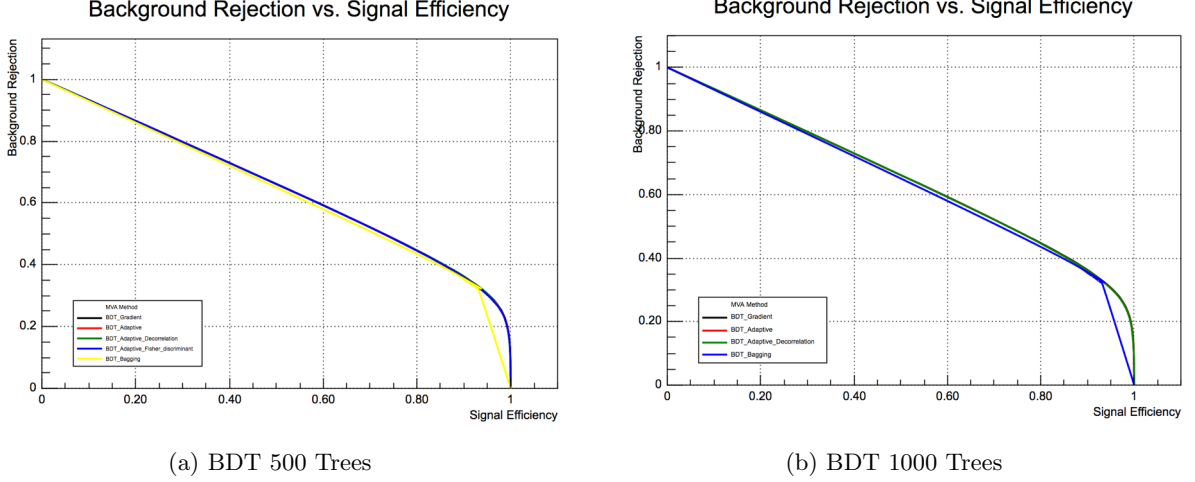 Background Rejection vs. Signal Efficiency
Background Rejection
1
0.8
0.6
0.4
0.2
0
MVA Method
BDT_Gradient
BDT_Adaptive
BDT_Adaptive_Decorrelation
BDT_Adaptive_Fisher_discriminant
BDT_Bagging
0 0.20 0.40 0.60 0.80 1
Signal Efficiency
(a) BDT 500 Trees
Background Rejection vs. Signal Efficiency
Background Rejection
1
0.80
0.60
0.40
0.20
0
MVA Method
BDT_Gradient
BDT_Adaptive
BDT_Adaptive_Decorrelation
BDT_Bagging
0 0.20 0.40 0.60 0.80 1
Signal Efficiency
(b) BDT 1000 Trees